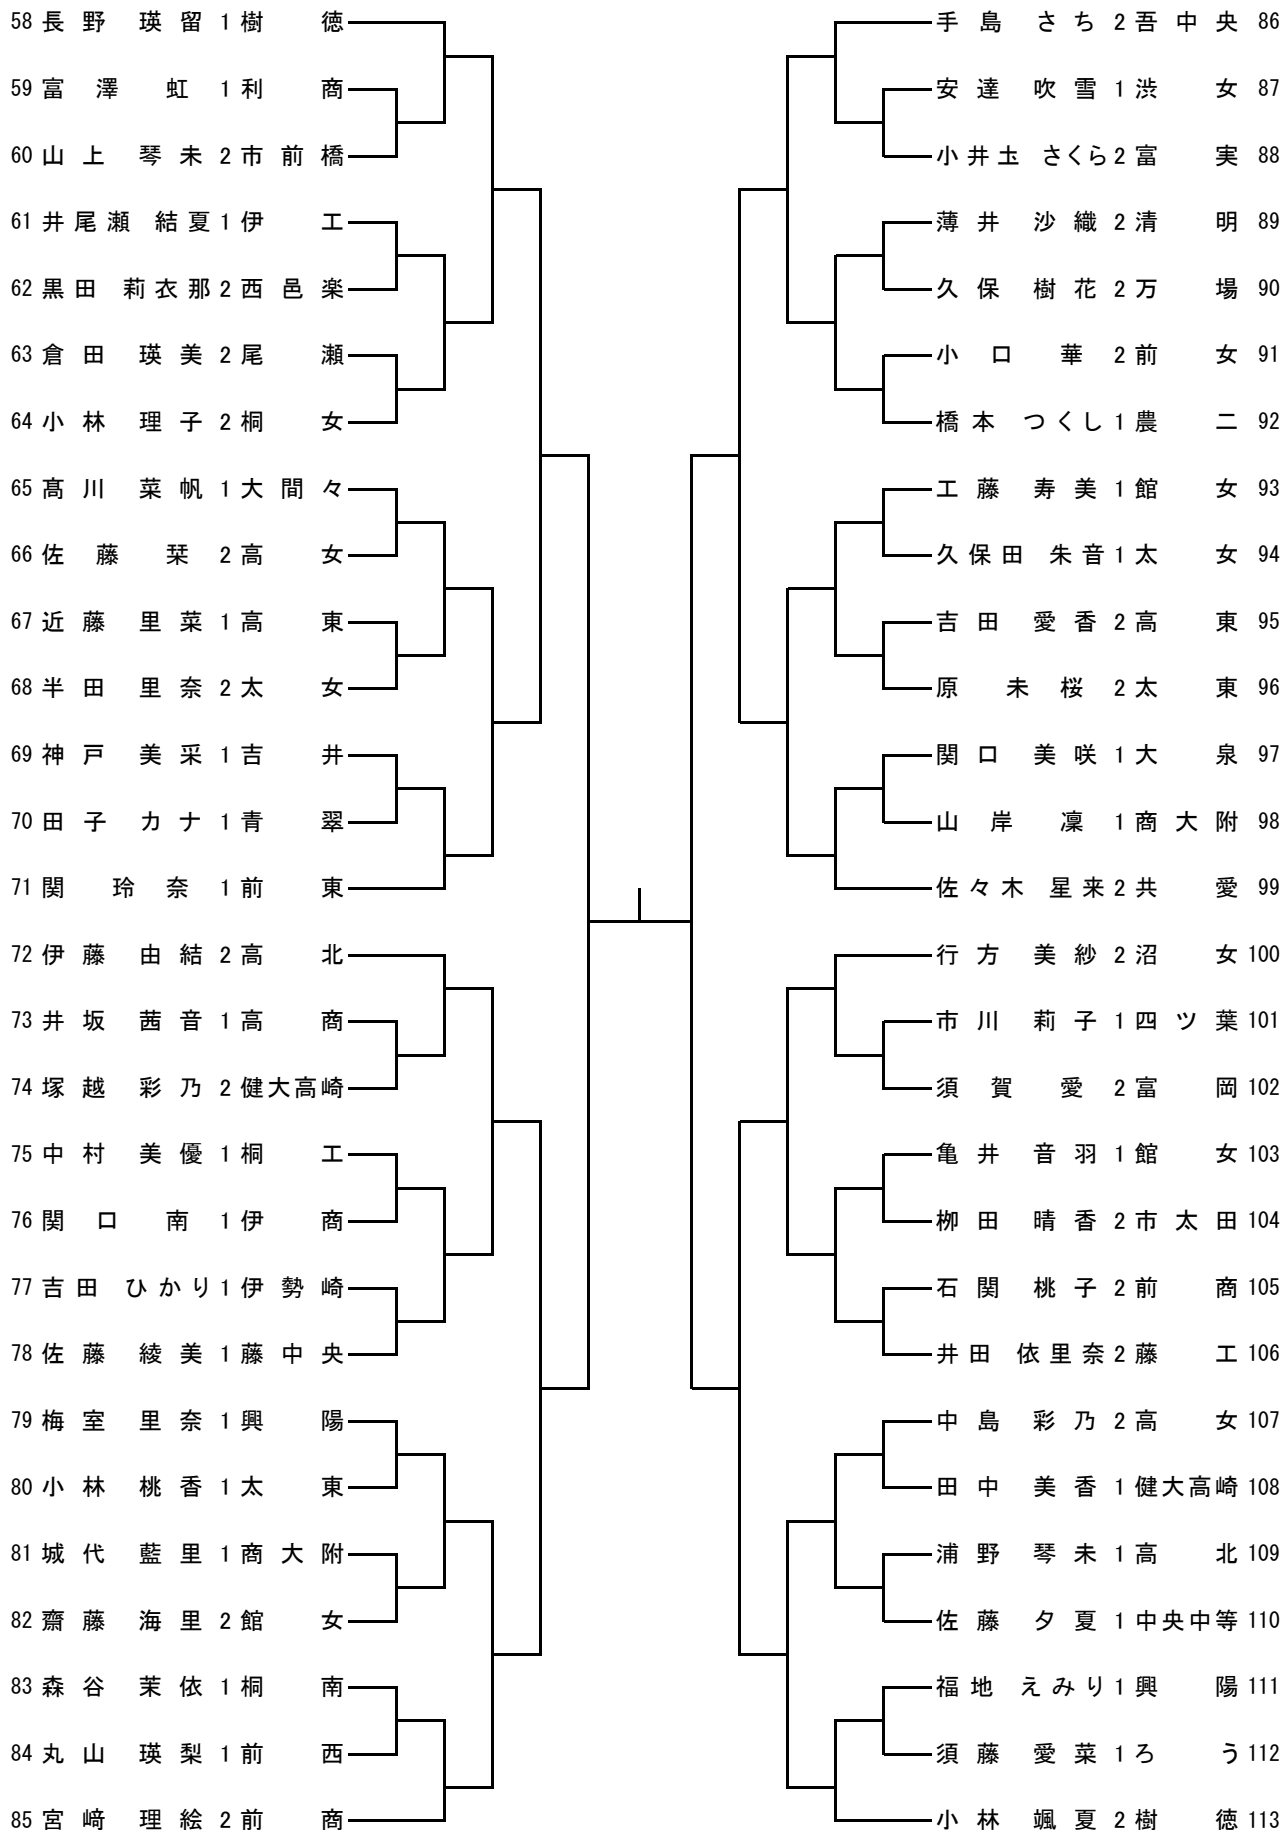 58 長野 瑛留 1 樹徳
59 富澤 虹 1 利商
60 山上 琴未 2 市前橋
61 井尾瀬 結夏 1 伊工
62 黒田 莉衣那 2 西邑楽
63 倉田 瑛美 2 尾瀬
64 小林 理子 2 桐女
65 髙川 菜帆 1 大間々
66 佐藤 栞 2 高女
67 近藤 里菜 1 高東
68 半田 里奈 2 太女
69 神戸 美采 1 吉井
70 田子 カナ 1 青翠
71 関 玲奈 1 前東
72 伊藤 由結 2 高北
73 井坂 茜音 1 高商
74 塚越 彩乃 2 健大高崎
75 中村 美優 1 桐工
76 関口 南 1 伊商
77 吉田 ひかり 1 伊勢崎
78 佐藤 綾美 1 藤中央
79 梅室 里奈 1 興陽
80 小林 桃香 1 太東
81 城代 藍里 1 商大附
82 齋藤 海里 2 館女
83 森谷 茉依 1 桐南
84 丸山 瑛梨 1 前西
85 宮﨑 理絵 2 前商
手島 さち 2 吾中央 86
安達 吹雪 1 渋女 87
小井圡 さくら 2 富実 88
薄井 沙織 2 清明 89
久保 樹花 2 万場 90
小口 華 2 前女 91
橋本 つくし 1 農二 92
工藤 寿美 1 館女 93
久保田 朱音 1 太女 94
吉田 愛香 2 高東 95
原 未桜 2 太東 96
関口 美咲 1 大泉 97
山岸 凜 1 商大附 98
佐々木 星来 2 共愛 99
行方 美紗 2 沼女 100
市川 莉子 1 四ツ葉 101
須賀 愛 2 富岡 102
亀井 音羽 1 館女 103
栁田 晴香 2 市太田 104
石関 桃子 2 前商 105
井田 依里奈 2 藤工 106
中島 彩乃 2 高女 107
田中 美香 1 健大高崎 108
浦野 琴未 1 高北 109
佐藤 夕夏 1 中央中等 110
福地 えみり 1 興陽 111
須藤 愛菜 1 ろう 112
小林 颯夏 2 樹徳 113